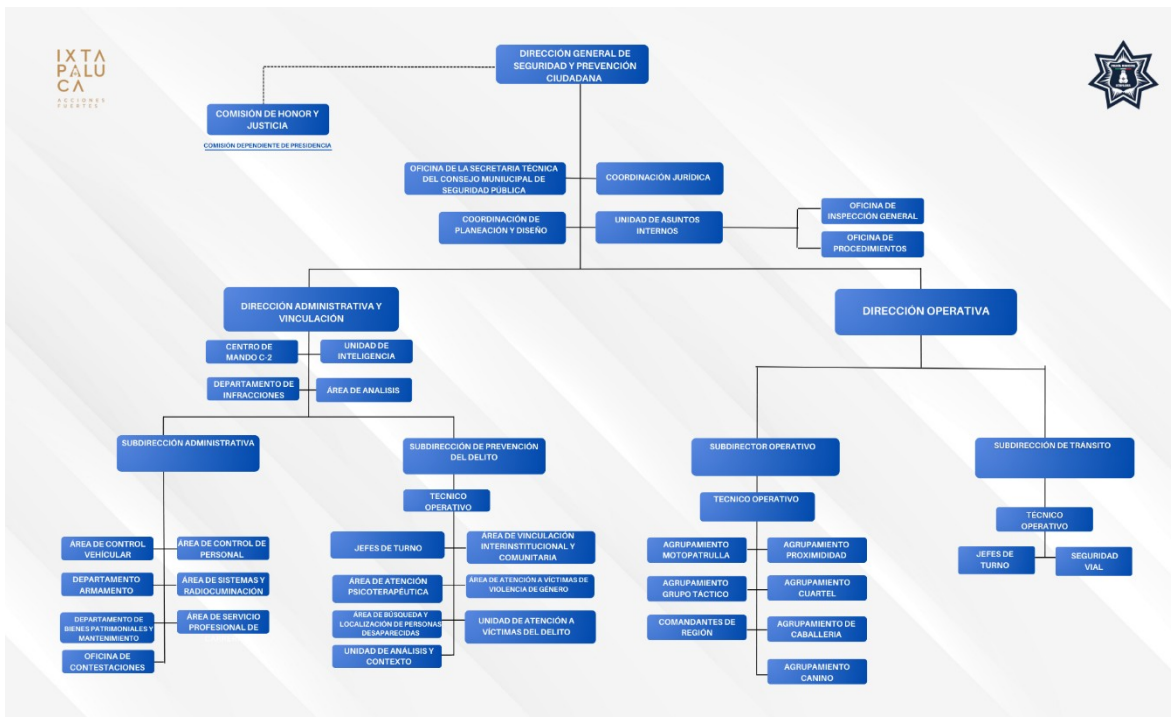 IXTA
PALU
CA
ACCIONES
FUERTES
DIRECCIÓN GENERAL DE
SEGURIDAD Y PREVENCIÓN
CIUDADANA
COMISIÓN DE HONOR Y
JUSTICIA
COMISIÓN DEPENDIENTE DE PRESIDENCIA
OFICINA DE LA SECRETARIA TÉCNICA
DEL CONSEJO MUNIUCIPAL DE
SEGURIDAD PÚBLICA
COORDINACIÓN JURÍDICA
COORDINACIÓN DE
PLANEACIÓN Y DISEÑO
UNIDAD DE ASUNTOS
INTERNOS
OFICINA DE
INSPECCIÓN GENERAL
OFICINA DE
PROCEDIMIENTOS
DIRECCIÓN ADMINISTRATIVA Y
VINCULACIÓN
DIRECCIÓN OPERATIVA
CENTRO DE
MANDO C-2
UNIDAD DE
INTELIGENCIA
DEPARTAMENTO DE
INFRACCIONES
ÁREA DE ANALISIS
SUBDIRECCIÓN ADMINISTRATIVA
SUBDIRECCIÓN DE PREVENCIÓN
DEL DELITO
SUBDIRECTOR OPERATIVO
SUBDIRECCIÓN DE TRÁNSITO
ÁREA DE CONTROL
VEHÍCULAR
ÁREA DE CONTROL DE
PERSONAL
DEPARTAMENTO
ARMAMENTO
ÁREA DE SISTEMAS Y
RADIOCUMINACIÓN
DEPARTAMENTO DE
BIENES PATRIMONIALES Y
MANTENIMIENTO
ÁREA DE SERVICIO
PROFESIONAL DE
OFICINA DE
CONTESTACIONES
TECNICO
OPERATIVO
JEFES DE TURNO
ÁREA DE VINCULACIÓN
INTERINSTITUCIONAL Y
COMUNITARIA
ÁREA DE ATENCIÓN
PSICOTERAPÉUTICA
ÁREA DE ATENCIÓN A VÍCTIMAS DE
VIOLENCIA DE GÉNERO
ÁREA DE BÚSQUEDA Y
LOCALIZACIÓN DE PERSONAS
DESAPARECIDAS
UNIDAD DE ATENCIÓN A
VÍCTIMAS DEL DELITO
UNIDAD DE ANÁLISIS Y
CONTEXTO
TECNICO OPERATIVO
AGRUPAMIENTO
MOTOPATRULLA
AGRUPAMIENTO
PROXIMIDIDAD
AGRUPAMIENTO
GRUPO TÁCTICO
AGRUPAMIENTO
CUARTEL
COMANDANTES DE
REGIÓN
AGRUPAMIENTO DE
CABALLERIA
AGRUPAMIENTO
CANINO
TÉCNICO
OPERATIVO
JEFES DE
TURNO
SEGURIDAD
VIAL